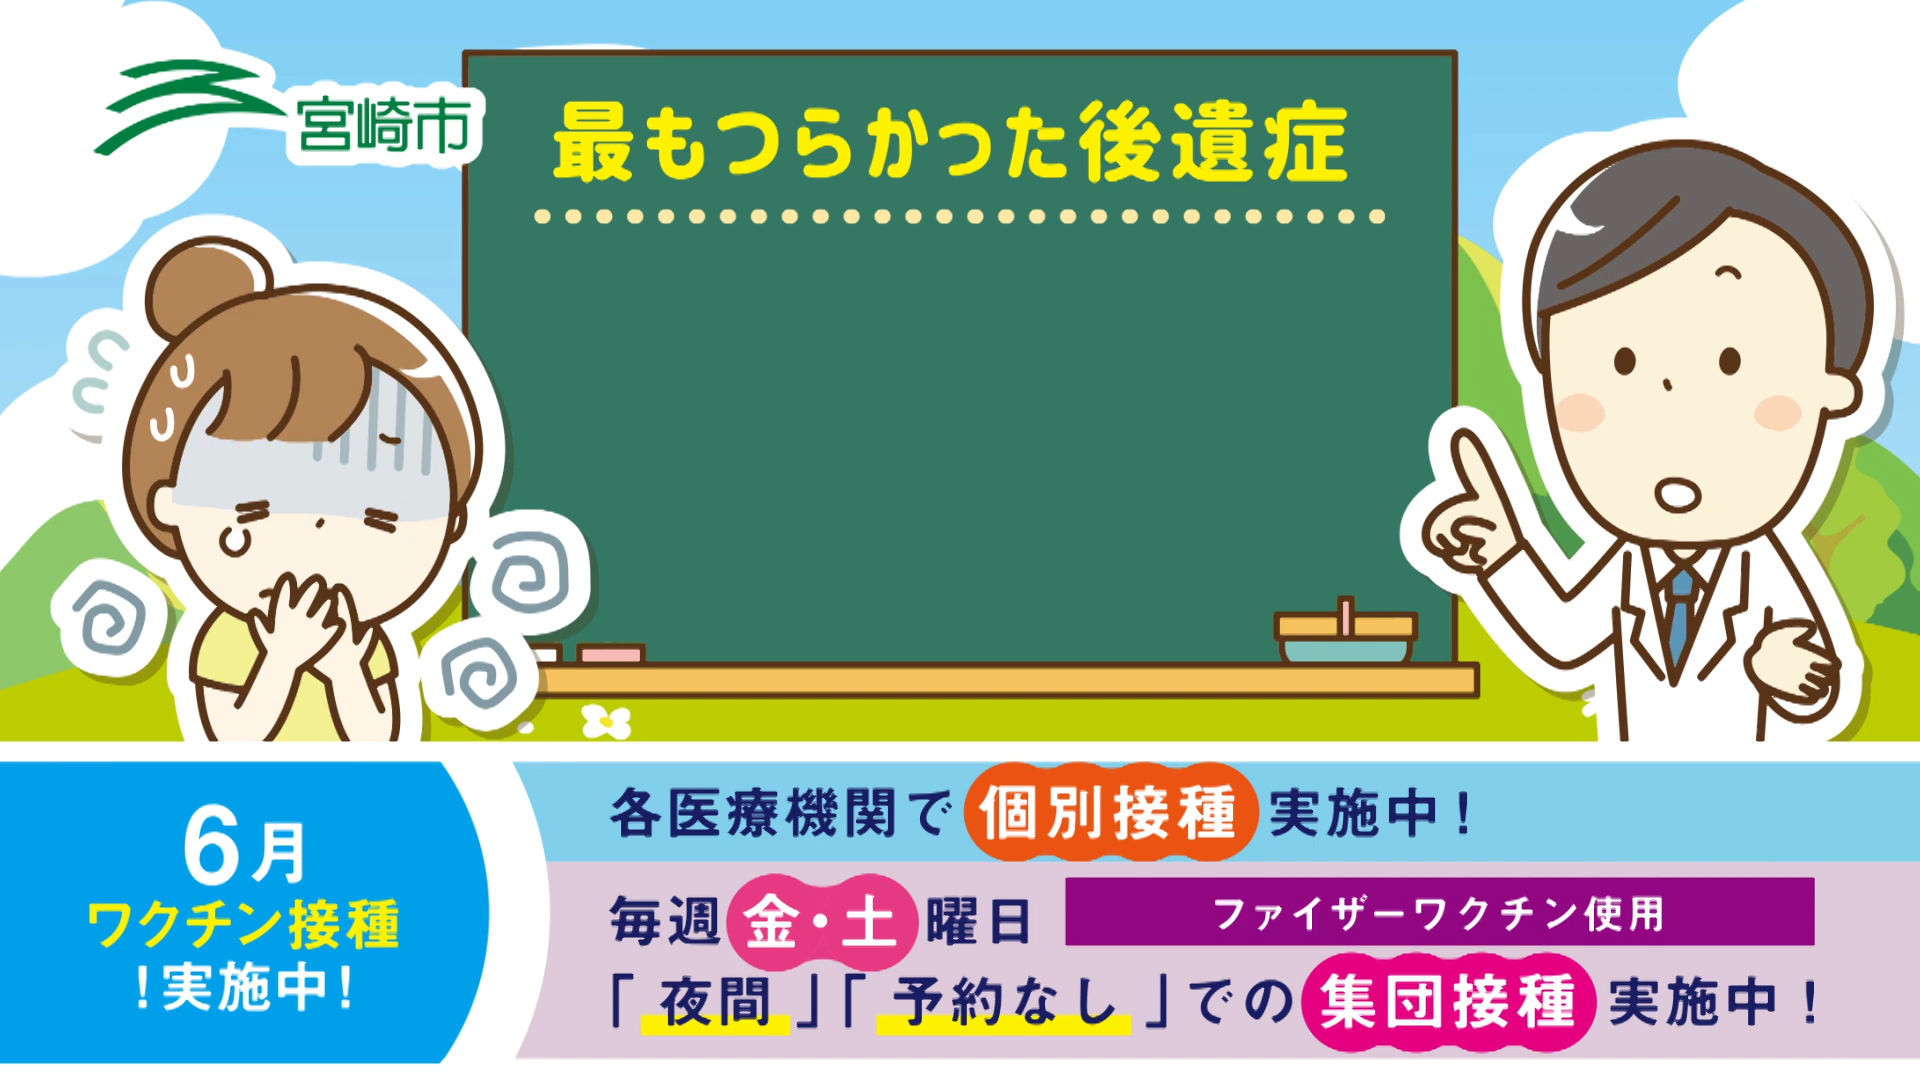 宮崎市
最もつらかった後遺症
6月
ワクチン接種
!実施中!
各医療機関で個別接種実施中!
毎週金・土曜日 ファイザーワクチン使用
「夜間」「予約なし」での集団接種実施中!